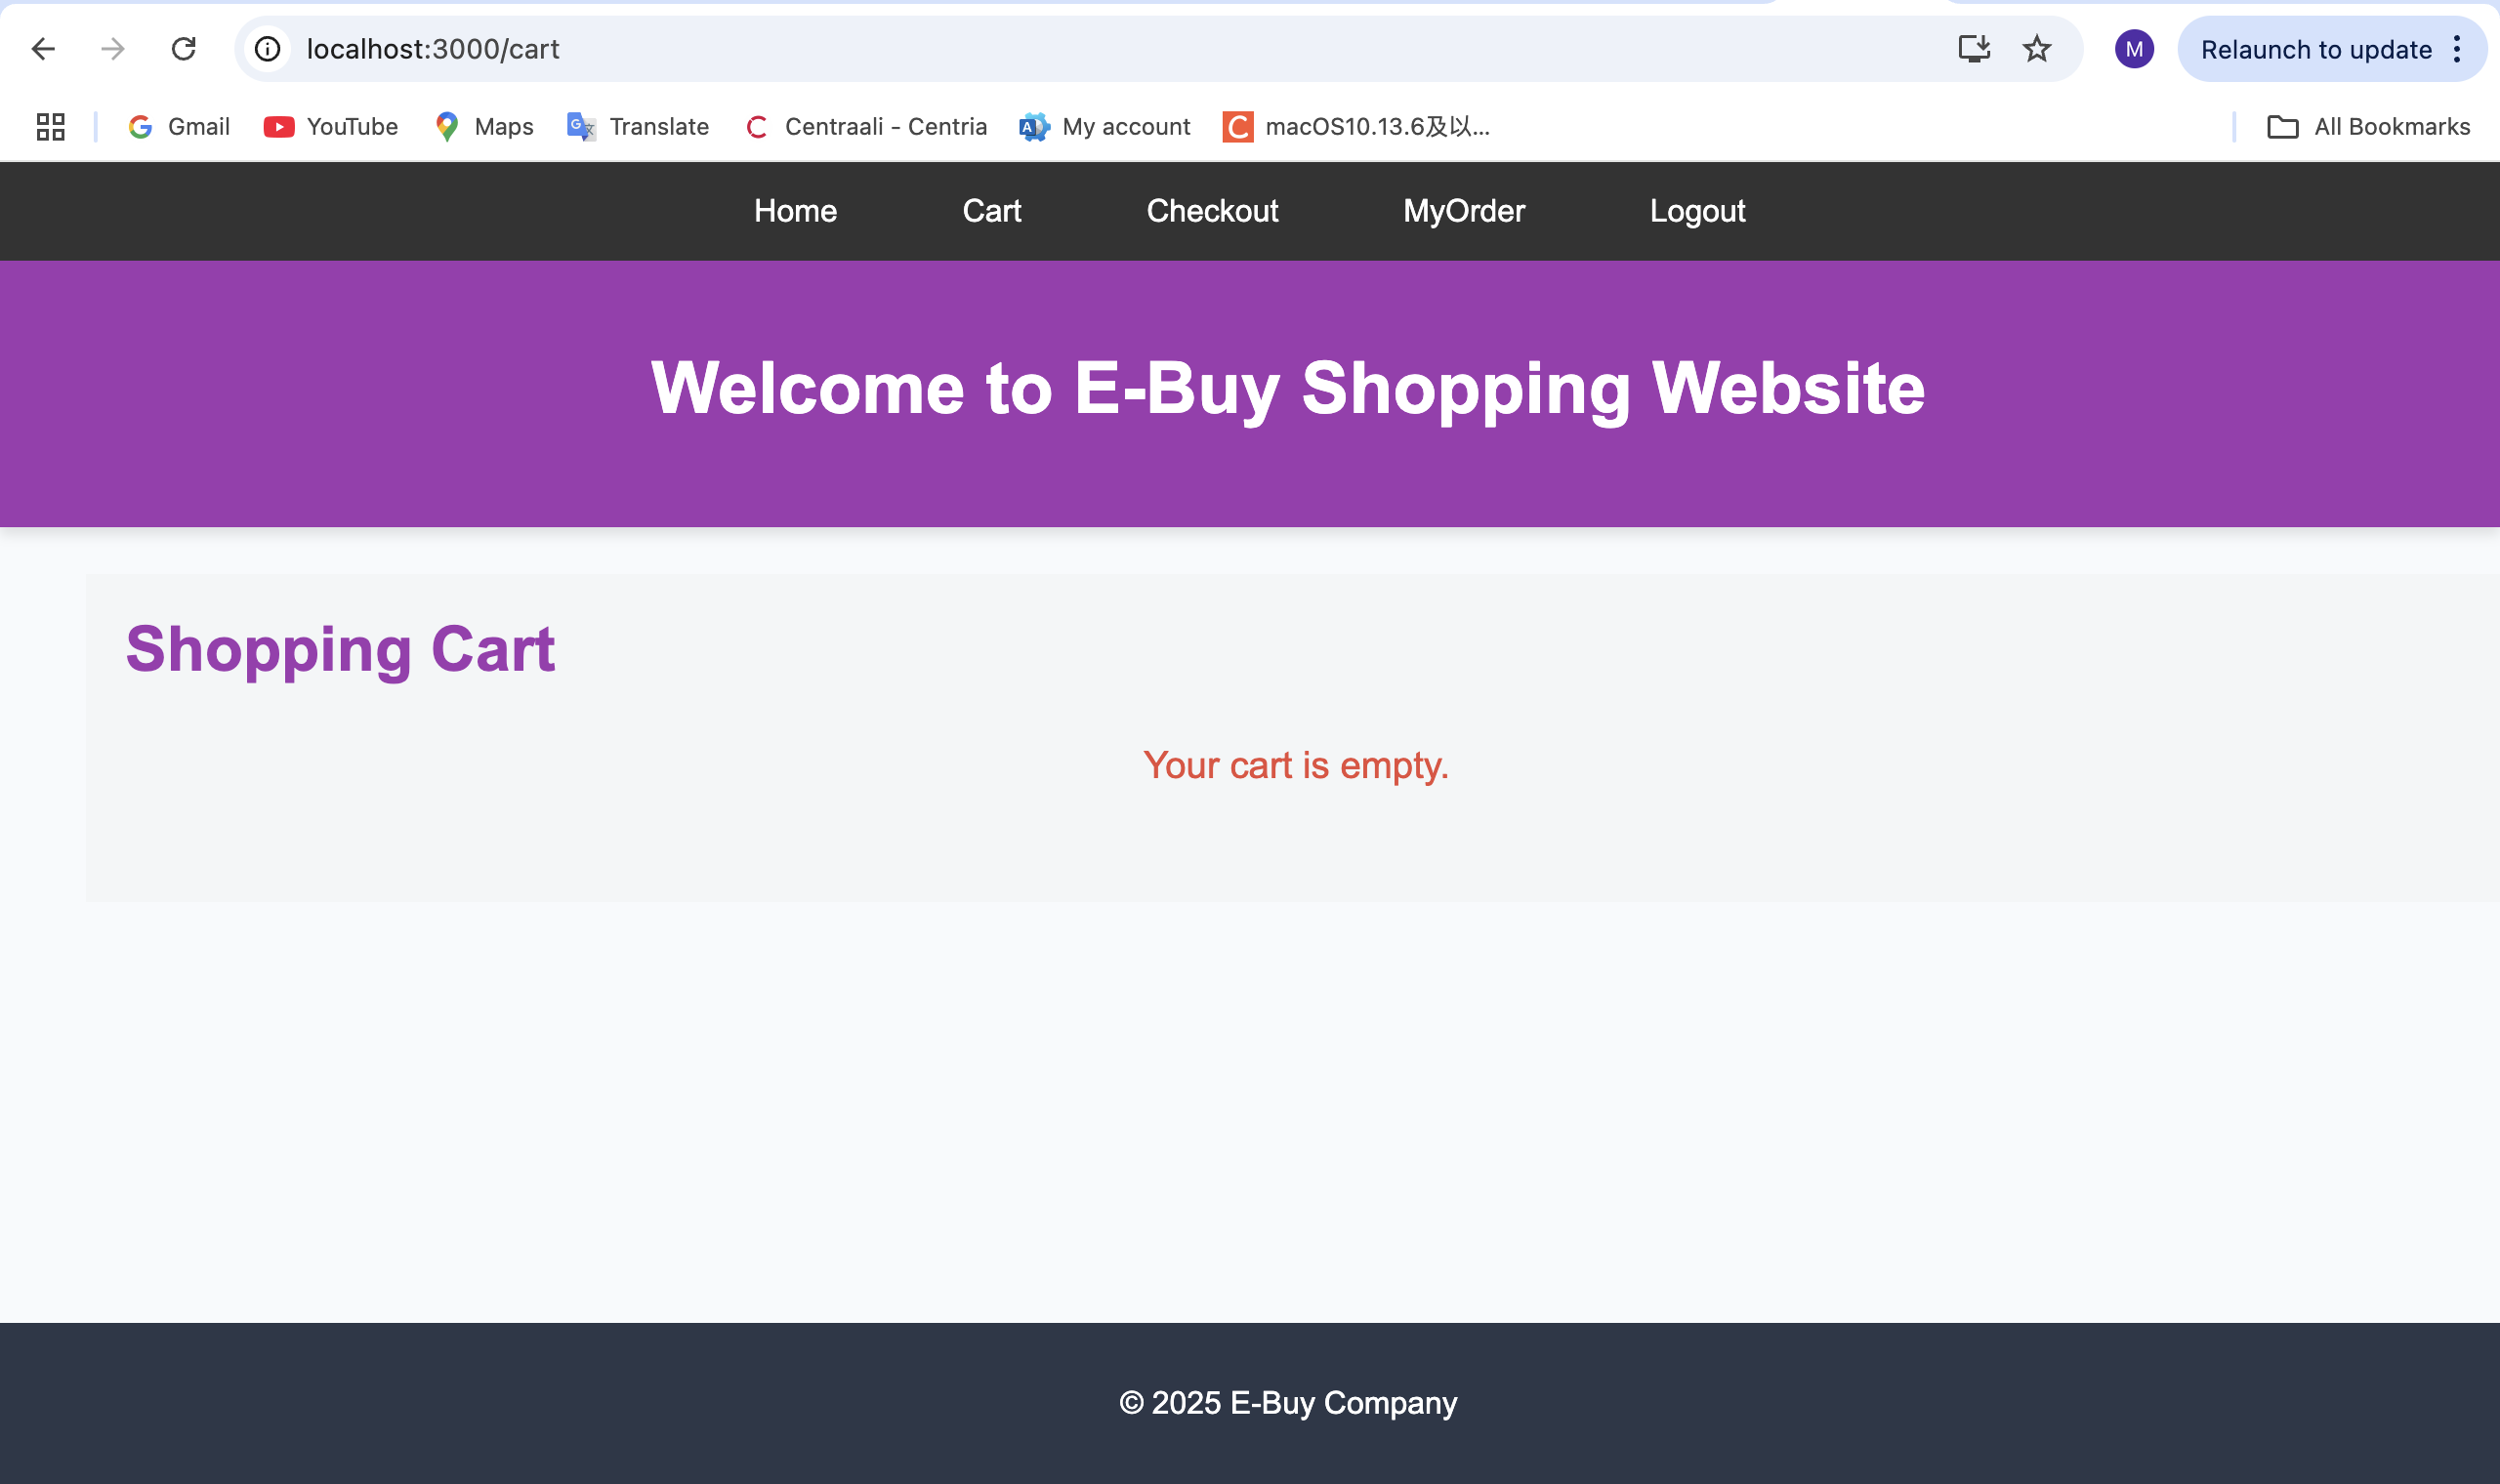 localhost:3000/cart
M
Relaunch to update
Gmail
YouTube
Maps
Translate
Centraali - Centria
My account
macOS10.13.6及以...
All Bookmarks
Home
Cart
Checkout
MyOrder
Logout
Welcome to E-Buy Shopping Website
Shopping Cart
Your cart is empty.
© 2025 E-Buy Company